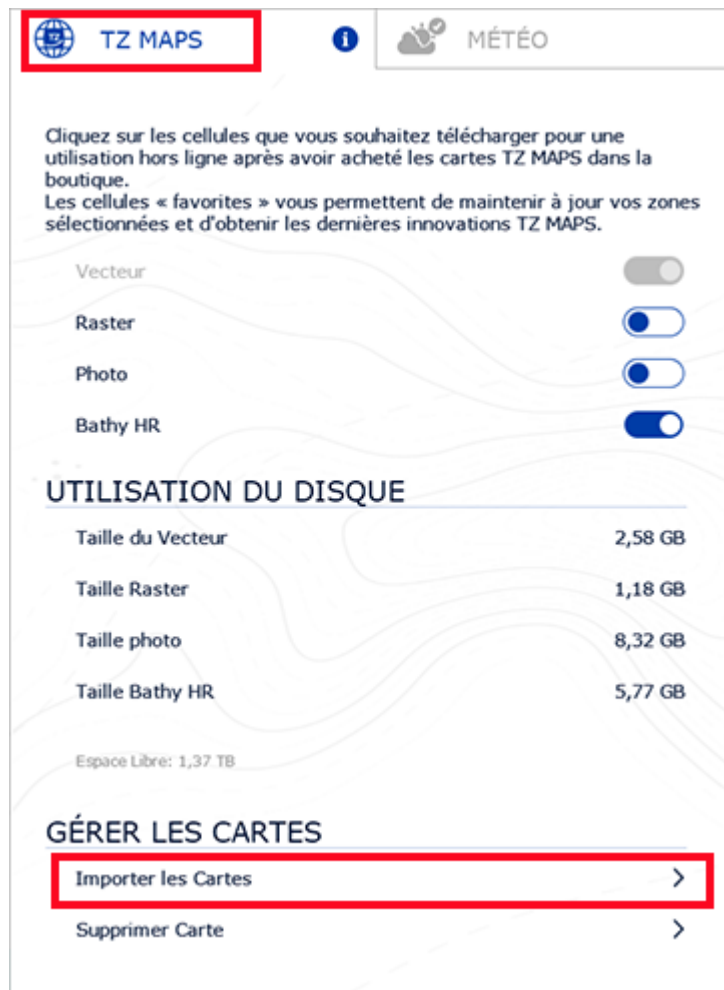 TZ MAPS
MÉTÉO
Cliquez sur les cellules que vous souhaitez télécharger pour une
utilisation hors ligne après avoir acheté les cartes TZ MAPS dans la
boutique.
Les cellules « favorites » vous permettent de maintenir à jour vos zones
sélectionnées et d'obtenir les dernières innovations TZ MAPS.
Vecteur
Raster
Photo
Bathy HR
UTILISATION DU DISQUE
Taille du Vecteur 2,58 GB
Taille Raster 1,18 GB
Taille photo 8,32 GB
Taille Bathy HR 5,77 GB
Espace Libre: 1,37 TB
GÉRER LES CARTES
Importer les Cartes
Supprimer Carte